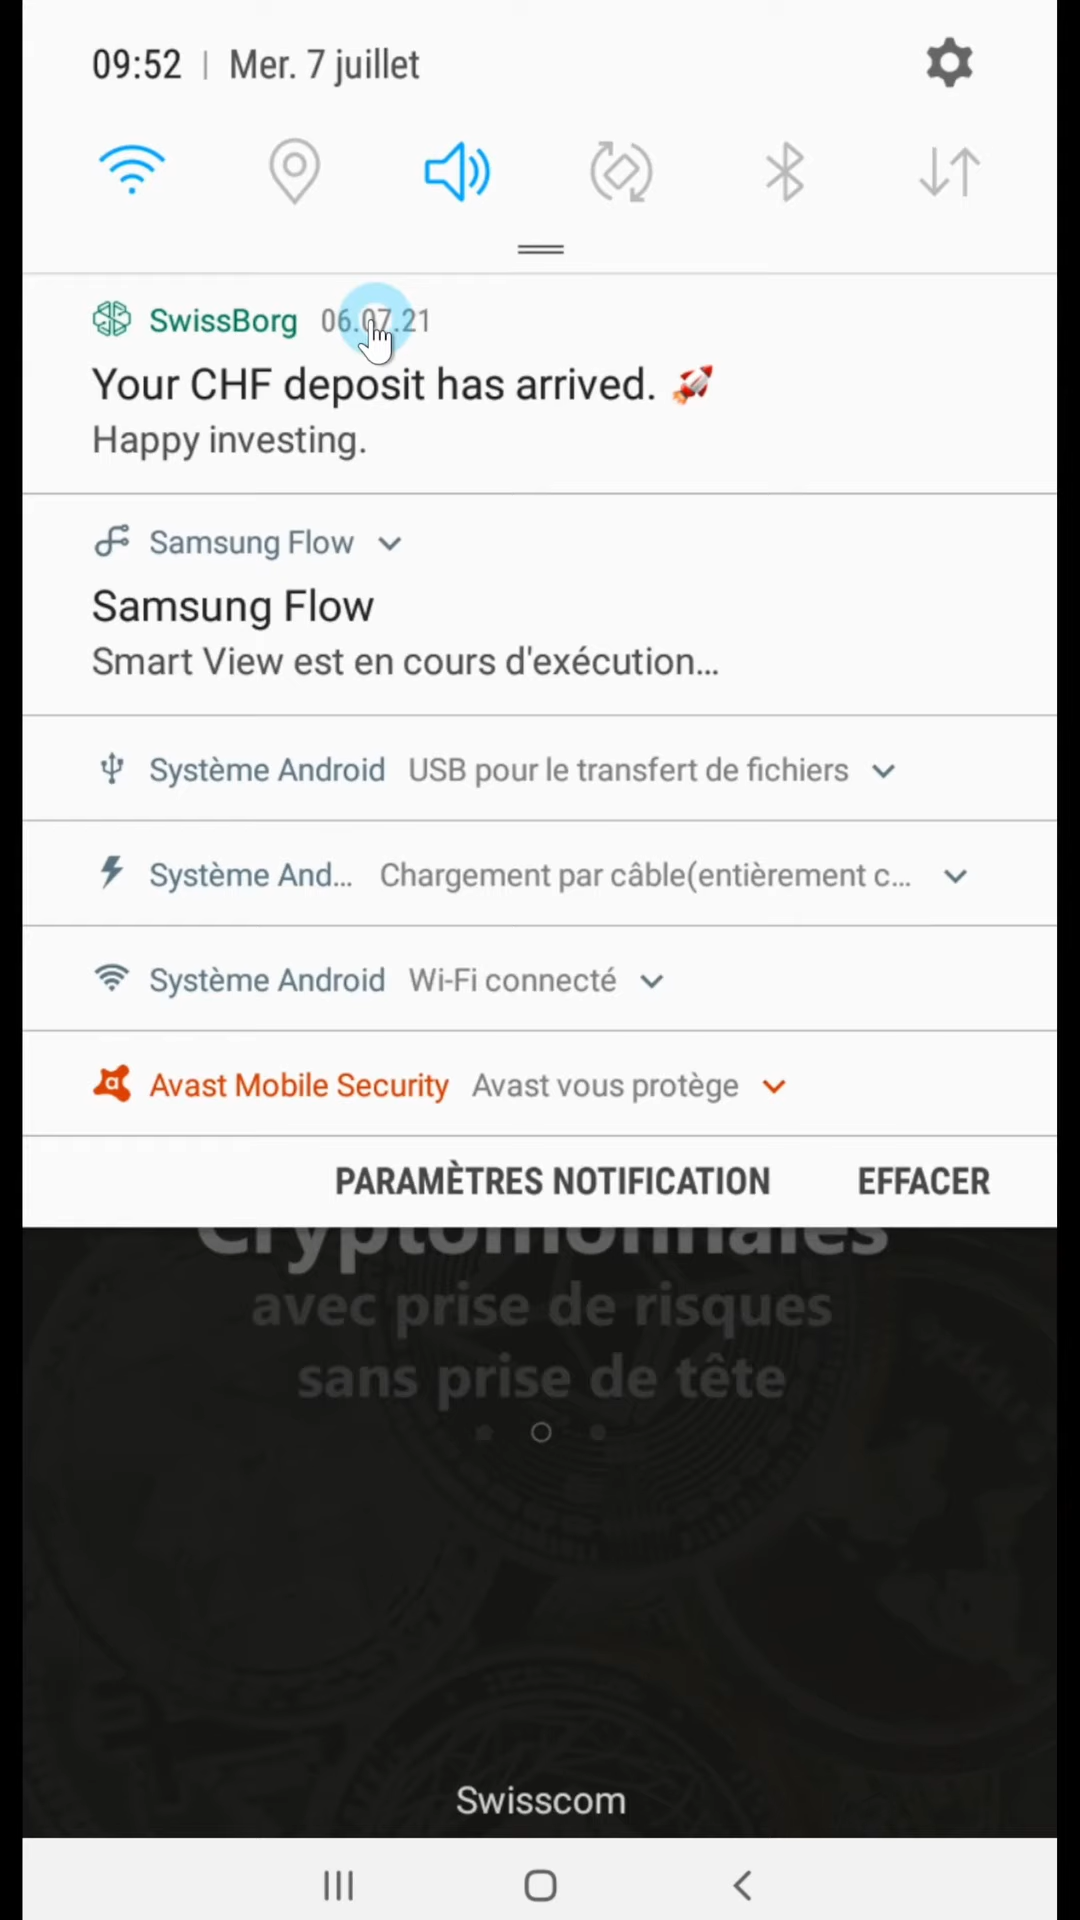 09:52 | Mer. 7 juillet
SwissBorg 06.07.21
Your CHF deposit has arrived. 🚀
Happy investing.
Samsung Flow
Samsung Flow
Smart View est en cours d'exécution...
Système Android USB pour le transfert de fichiers
Système And... Chargement par câble(entièrement c...
Système Android Wi-Fi connecté
Avast Mobile Security Avast vous protège
PARAMÈTRES NOTIFICATION EFFACER
Cryptomonnaies
avec prise de risques
sans prise de tête
Swisscom